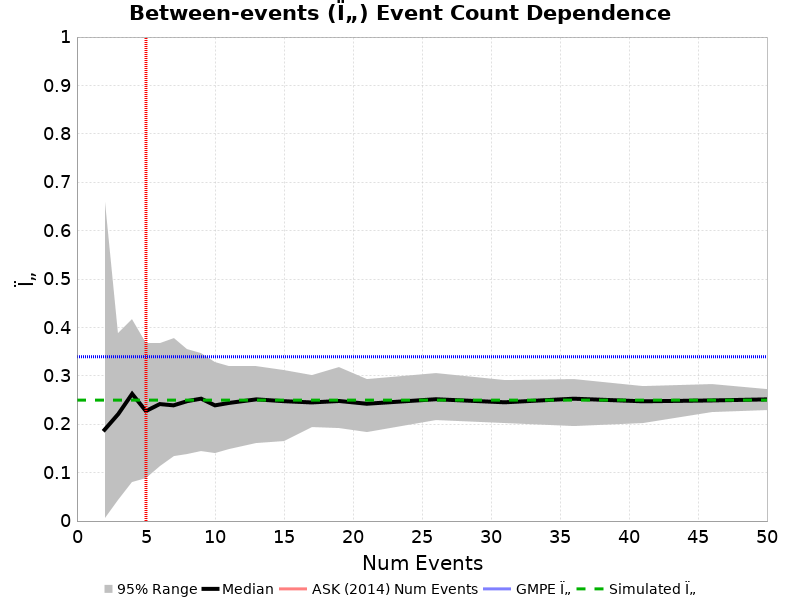 Between-events (Ï„) Event Count Dependence
1
0.9
0.8
0.7
0.6
0.5
0.4
0.3
0.2
0.1
0
Ï„
0 5 10 15 20 25 30 35 40 45 50
Num Events
95% Range Median ASK (2014) Num Events GMPE Ï„ Simulated Ï„